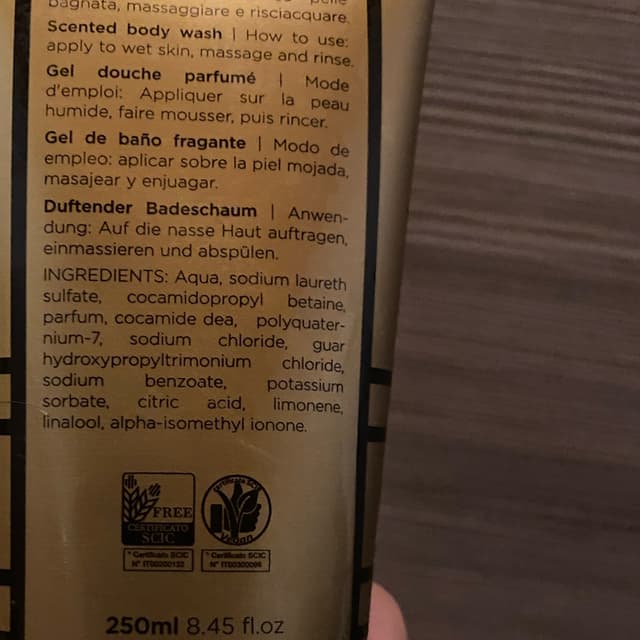 bagnata, massaggiare e risciacquare.
Scented body wash | How to use:
apply to wet skin, massage and rinse.
Gel douche parfumé | Mode
d'emploi: Appliquer sur la peau
humide, faire mousser, puis rincer.
Gel de baño fragante | Modo de
empleo: aplicar sobre la piel mojada,
masajear y enjuagar.
Duftender Badeschaum | Anwen-
dung: Auf die nasse Haut auftragen,
einmassieren und abspülen.
INGREDIENTS: Aqua, sodium laureth
sulfate, cocamidopropyl betaine,
parfum, cocamide dea, polyquater-
nium-7, sodium chloride, guar
hydroxypropyltrimonium chloride,
sodium benzoate, potassium
sorbate, citric acid, limonene,
linalool, alpha-isomethyl ionone.
FREE
CERTIFICATO
SCIC
Vegan
° Certificato SCIC
° Certificato SCIC
250ml 8.45 fl.oz